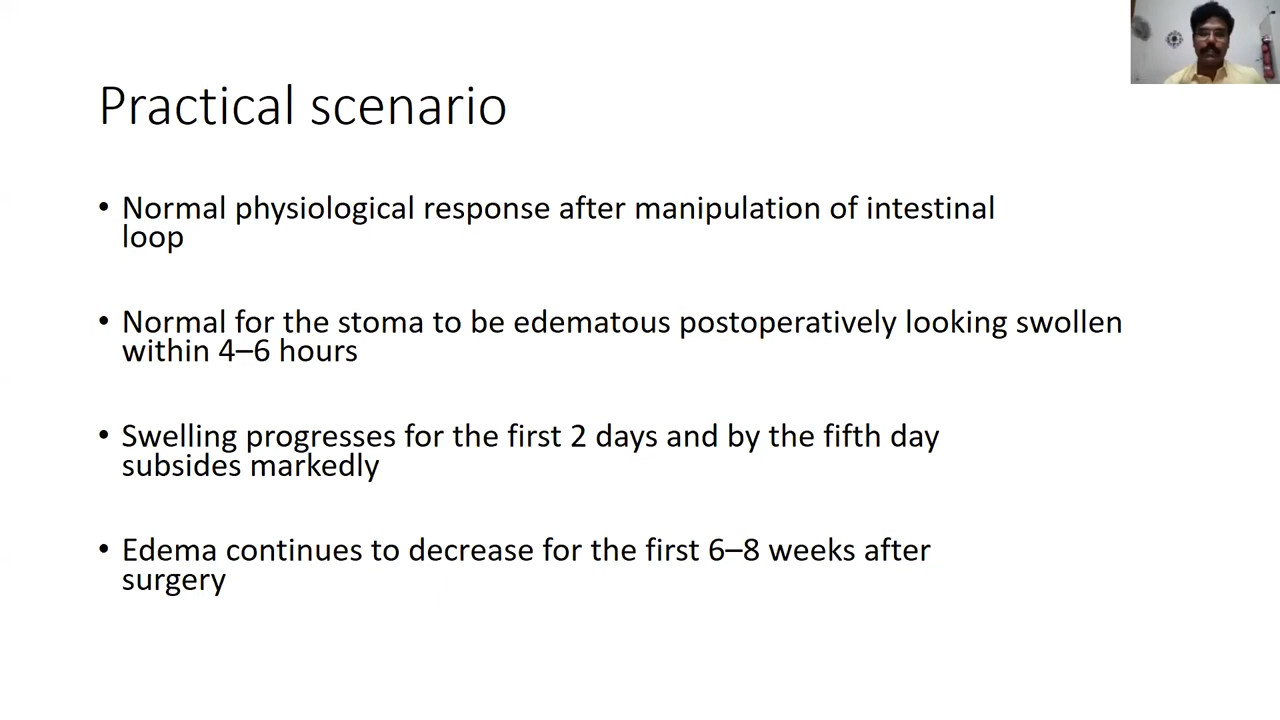 Practical scenario
• Normal physiological response after manipulation of intestinal
loop
• Normal for the stoma to be edematous postoperatively looking swollen
within 4–6 hours
• Swelling progresses for the first 2 days and by the fifth day
subsides markedly
• Edema continues to decrease for the first 6–8 weeks after
surgery